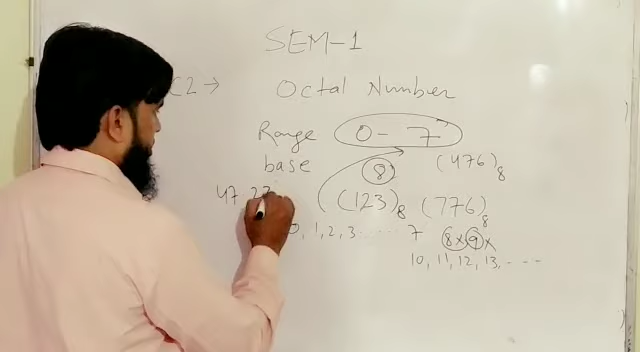 SEM-1
C2 → Octal Number
Range 0 - 7
base 8 (476)₈
47 (123)₈ (776)₈
0, 1, 2, 3 ..... 7 8× 9×
10, 11, 12, 13, - - - -